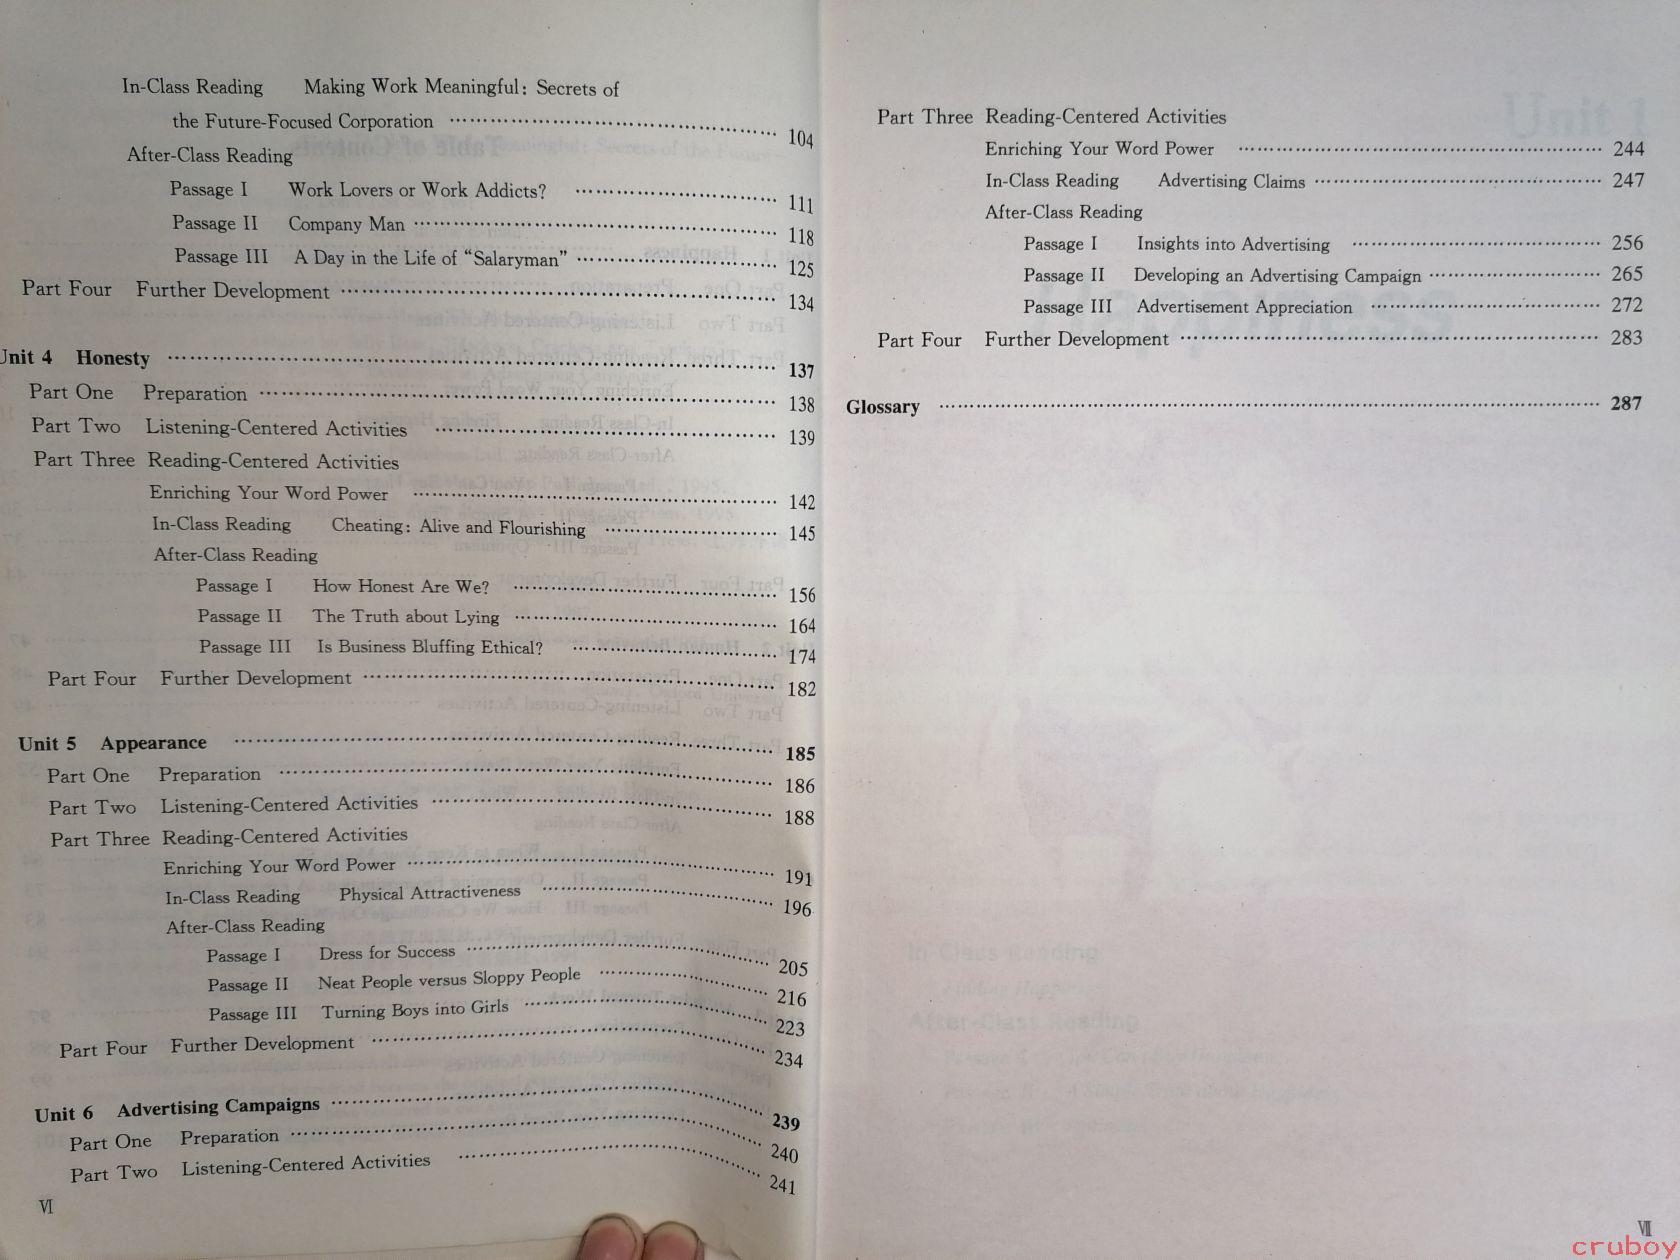 In-Class Reading Making Work Meaningful: Secrets of
the Future-Focused Corporation ………… 104
After-Class Reading
Passage I Work Lovers or Work Addicts? ………… 111
Passage II Company Man ………… 118
Passage III A Day in the Life of “Salaryman” ………… 125
Part Four Further Development ………… 134
Unit 4 Honesty ………… 137
Part One Preparation ………… 138
Part Two Listening-Centered Activities ………… 139
Part Three Reading-Centered Activities
Enriching Your Word Power ………… 142
In-Class Reading Cheating: Alive and Flourishing ………… 145
After-Class Reading
Passage I How Honest Are We? ………… 156
Passage II The Truth about Lying ………… 164
Passage III Is Business Bluffing Ethical? ………… 174
Part Four Further Development ………… 182
Unit 5 Appearance ………… 185
Part One Preparation ………… 186
Part Two Listening-Centered Activities ………… 188
Part Three Reading-Centered Activities
Enriching Your Word Power ………… 191
In-Class Reading Physical Attractiveness ………… 196
After-Class Reading
Passage I Dress for Success ………… 205
Passage II Neat People versus Sloppy People ………… 216
Passage III Turning Boys into Girls ………… 223
Part Four Further Development ………… 234
Unit 6 Advertising Campaigns ………… 239
Part One Preparation ………… 240
Part Two Listening-Centered Activities ………… 241
VI
Part Three Reading-Centered Activities
Enriching Your Word Power ………… 244
In-Class Reading Advertising Claims ………… 247
After-Class Reading
Passage I Insights into Advertising ………… 256
Passage II Developing an Advertising Campaign ………… 265
Passage III Advertisement Appreciation ………… 272
Part Four Further Development ………… 283
Glossary ………… 287
VII
cruboy